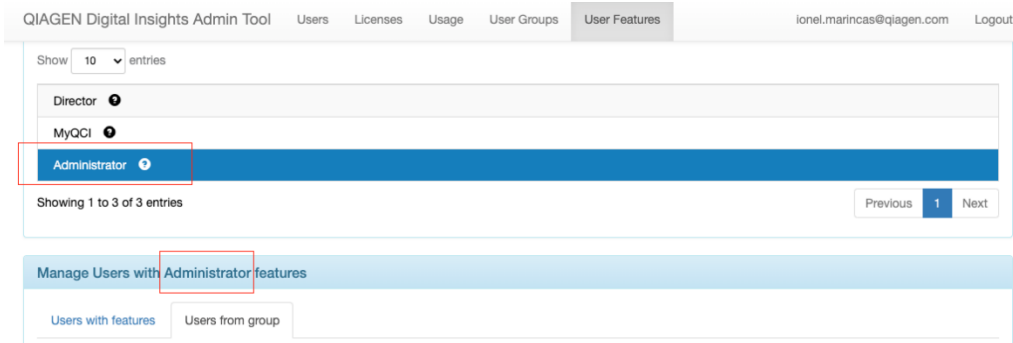 QIAGEN Digital Insights Admin Tool Users Licenses Usage User Groups User Features ionel.marincas@qiagen.com Logout
Show 10 entries
Director ?
MyQCI ?
Administrator ?
Showing 1 to 3 of 3 entries Previous 1 Next
Manage Users with Administrator features
Users with features Users from group